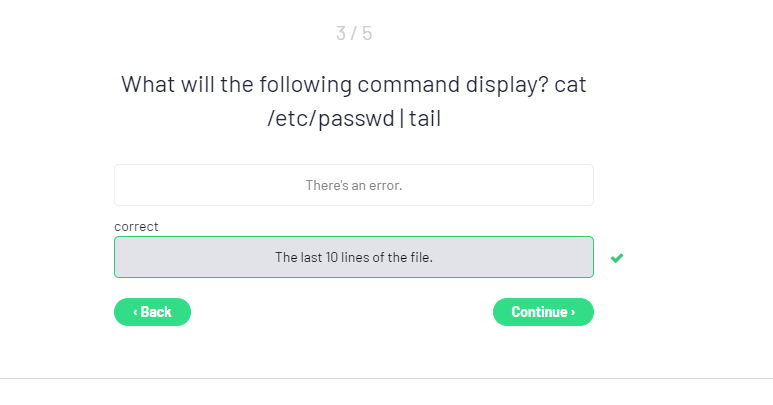 3 / 5
What will the following command display? cat
/etc/passwd | tail
There's an error.
correct
The last 10 lines of the file.
‹ Back
Continue ›